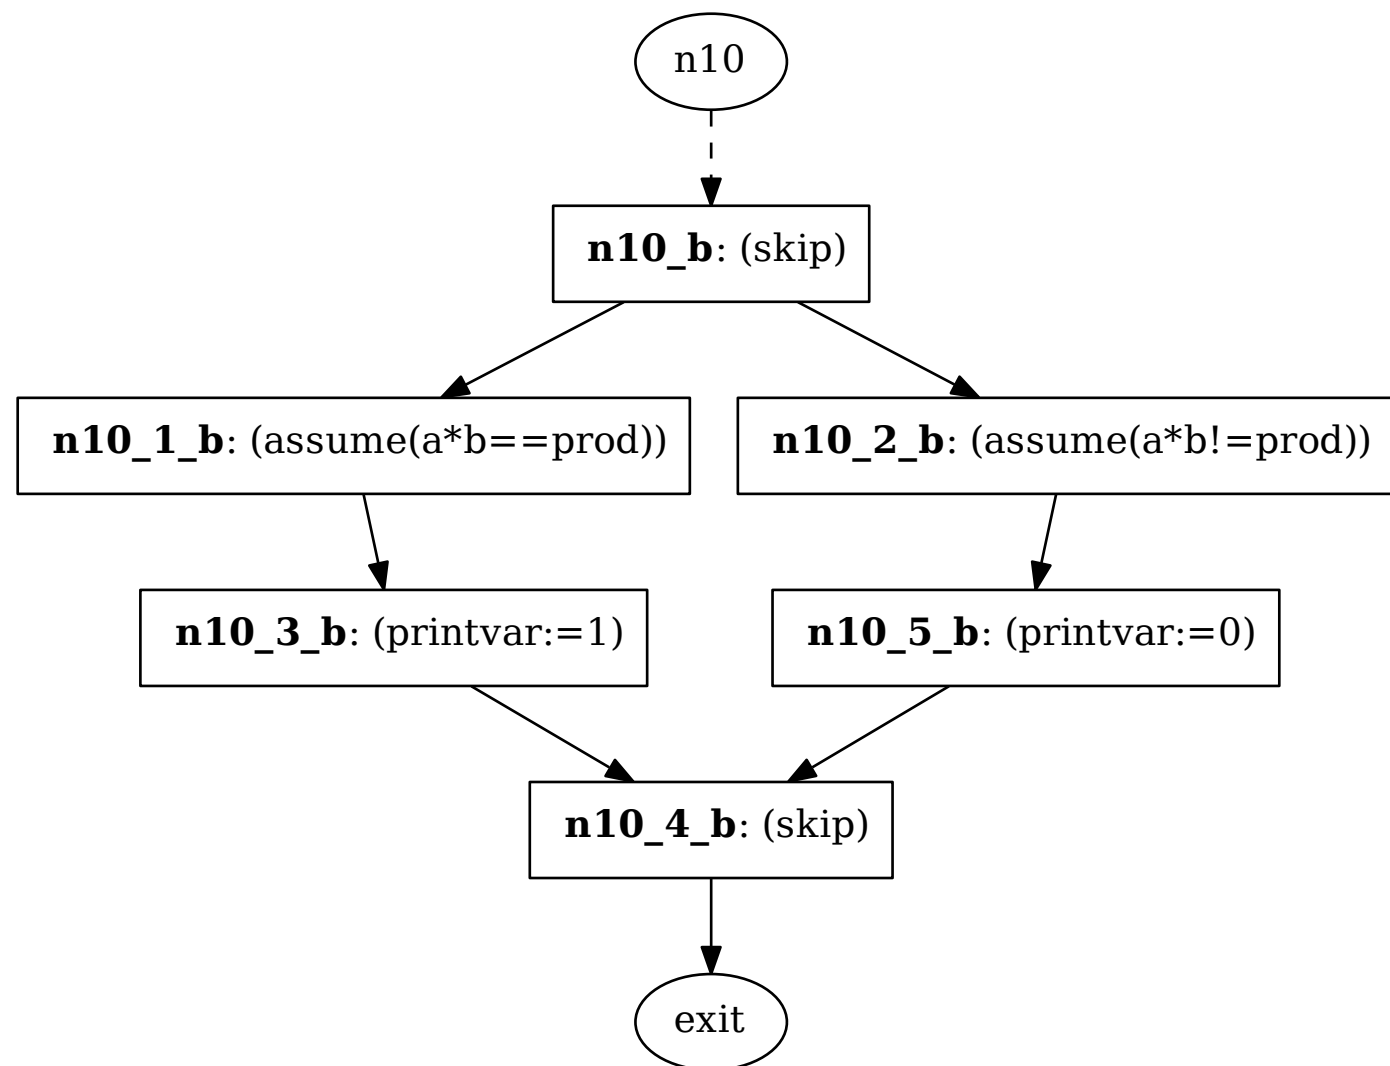 n10
n10_b: (skip)
n10_1_b: (assume(a*b==prod))
n10_2_b: (assume(a*b!=prod))
n10_3_b: (printvar:=1)
n10_5_b: (printvar:=0)
n10_4_b: (skip)
exit